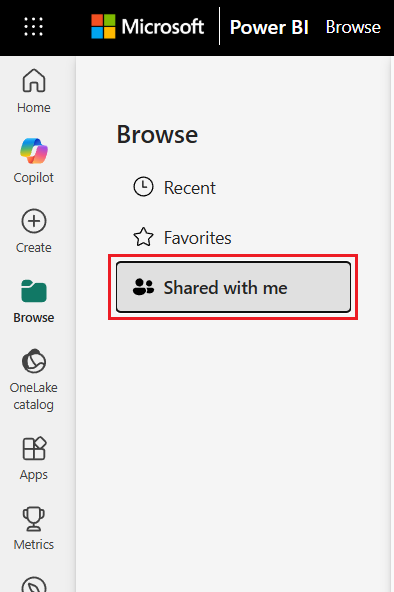 Microsoft Power BI Browse
Home
Copilot
Create
Browse
OneLake
catalog
Apps
Metrics
Browse
Recent
Favorites
Shared with me